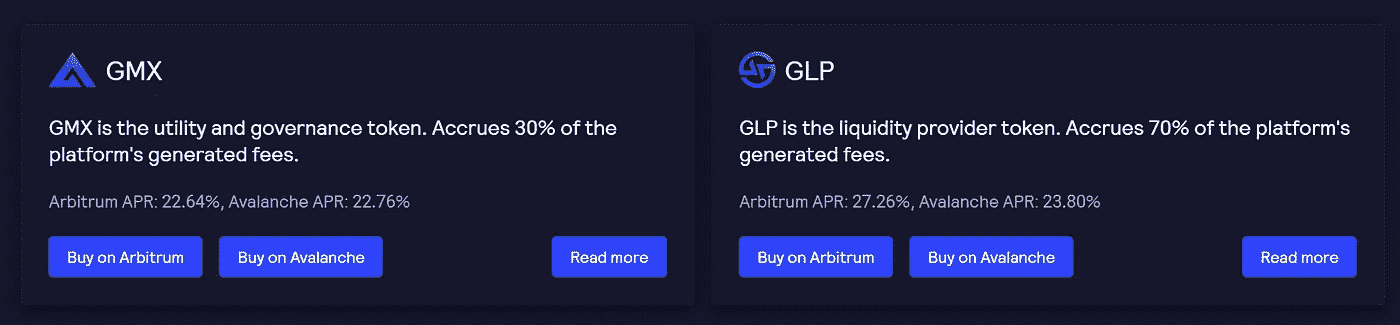 GMX
GMX is the utility and governance token. Accrues 30% of the
platform's generated fees.
Arbitrum APR: 22.64%, Avalanche APR: 22.76%
Buy on Arbitrum
Buy on Avalanche
Read more
GLP
GLP is the liquidity provider token. Accrues 70% of the platform's
generated fees.
Arbitrum APR: 27.26%, Avalanche APR: 23.80%
Buy on Arbitrum
Buy on Avalanche
Read more